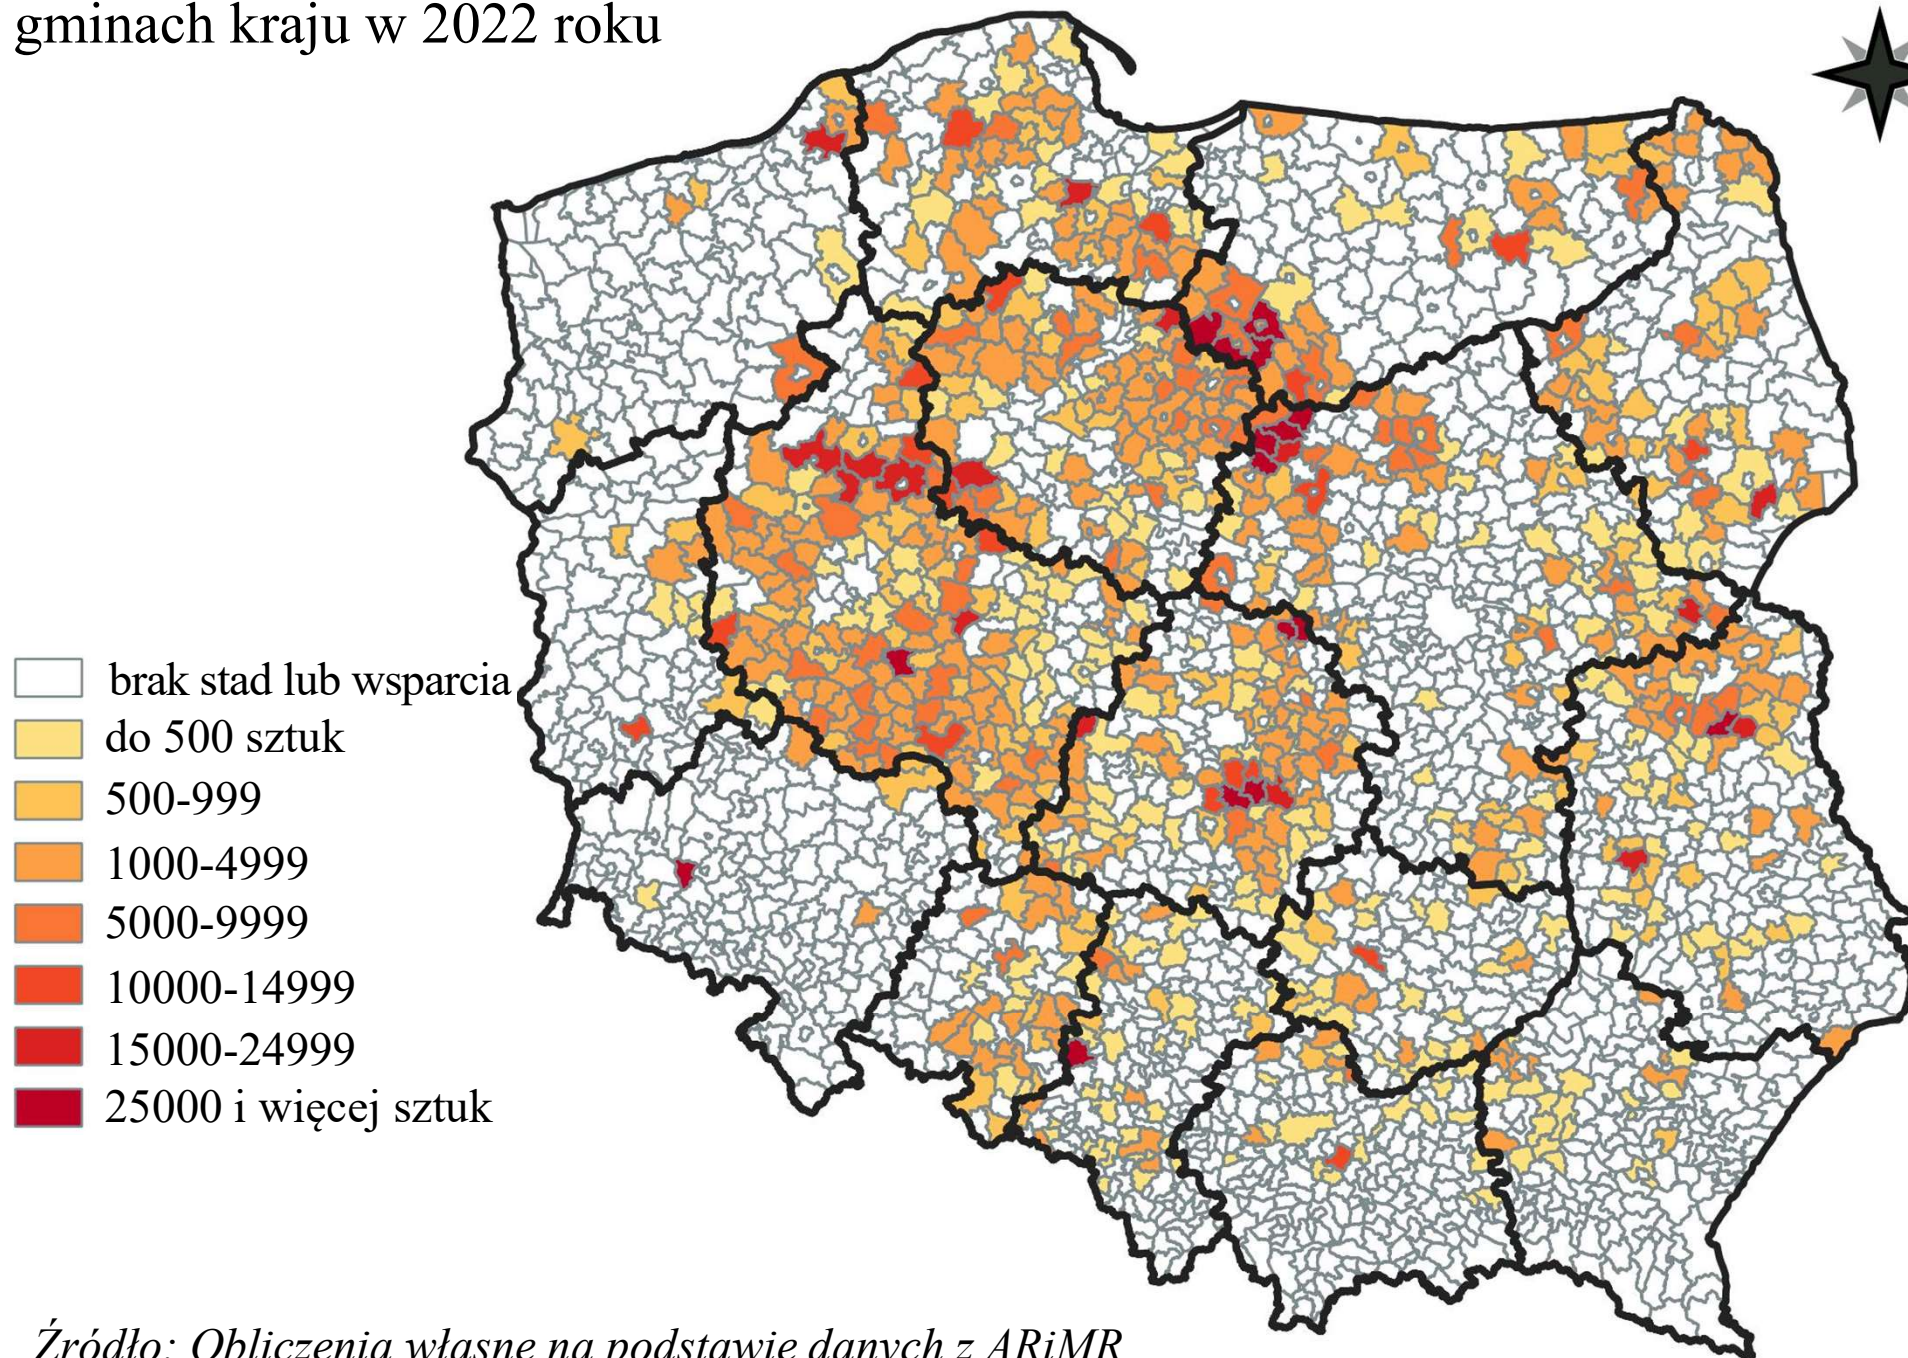 gminach kraju w 2022 roku
brak stad lub wsparcia
do 500 sztuk
500-999
1000-4999
5000-9999
10000-14999
15000-24999
25000 i więcej sztuk
Źródło: Obliczenia własne na podstawie danych z ARiMR